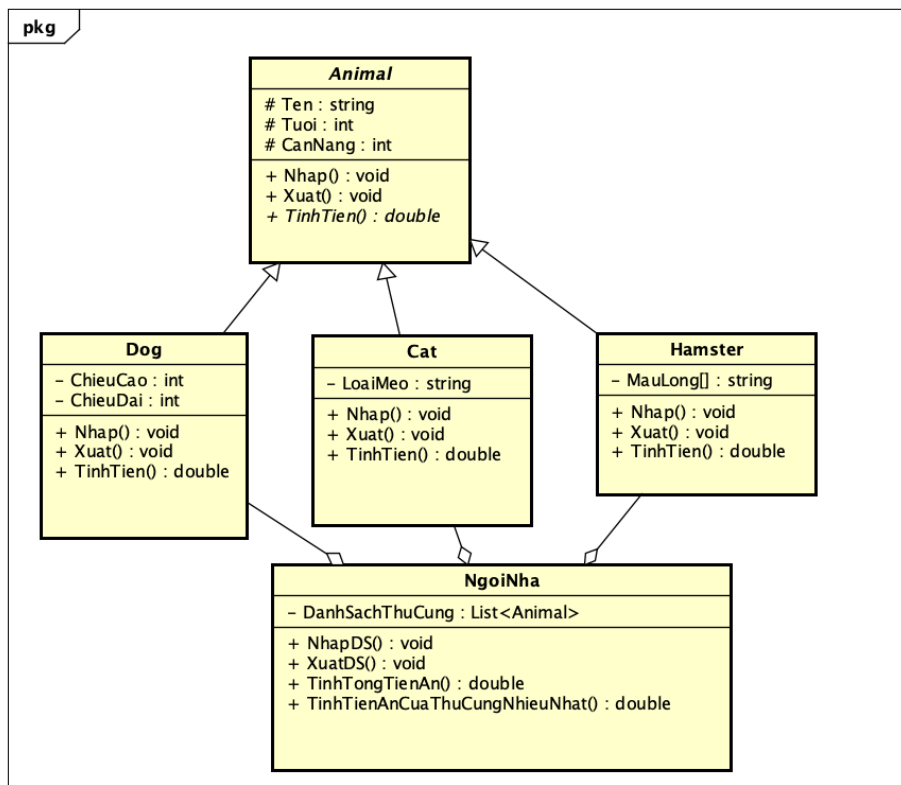 pkg
Animal
# Ten : string
# Tuoi : int
# CanNang : int
+ Nhap() : void
+ Xuat() : void
+ TinhTien() : double
Dog
– ChieuCao : int
– ChieuDai : int
+ Nhap() : void
+ Xuat() : void
+ TinhTien() : double
Cat
– LoaiMeo : string
+ Nhap() : void
+ Xuat() : void
+ TinhTien() : double
Hamster
– MauLong[] : string
+ Nhap() : void
+ Xuat() : void
+ TinhTien() : double
NgoiNha
– DanhSachThuCung : List<Animal>
+ NhapDS() : void
+ XuatDS() : void
+ TinhTongTienAn() : double
+ TinhTienAnCuaThuCungNhieuNhat() : double